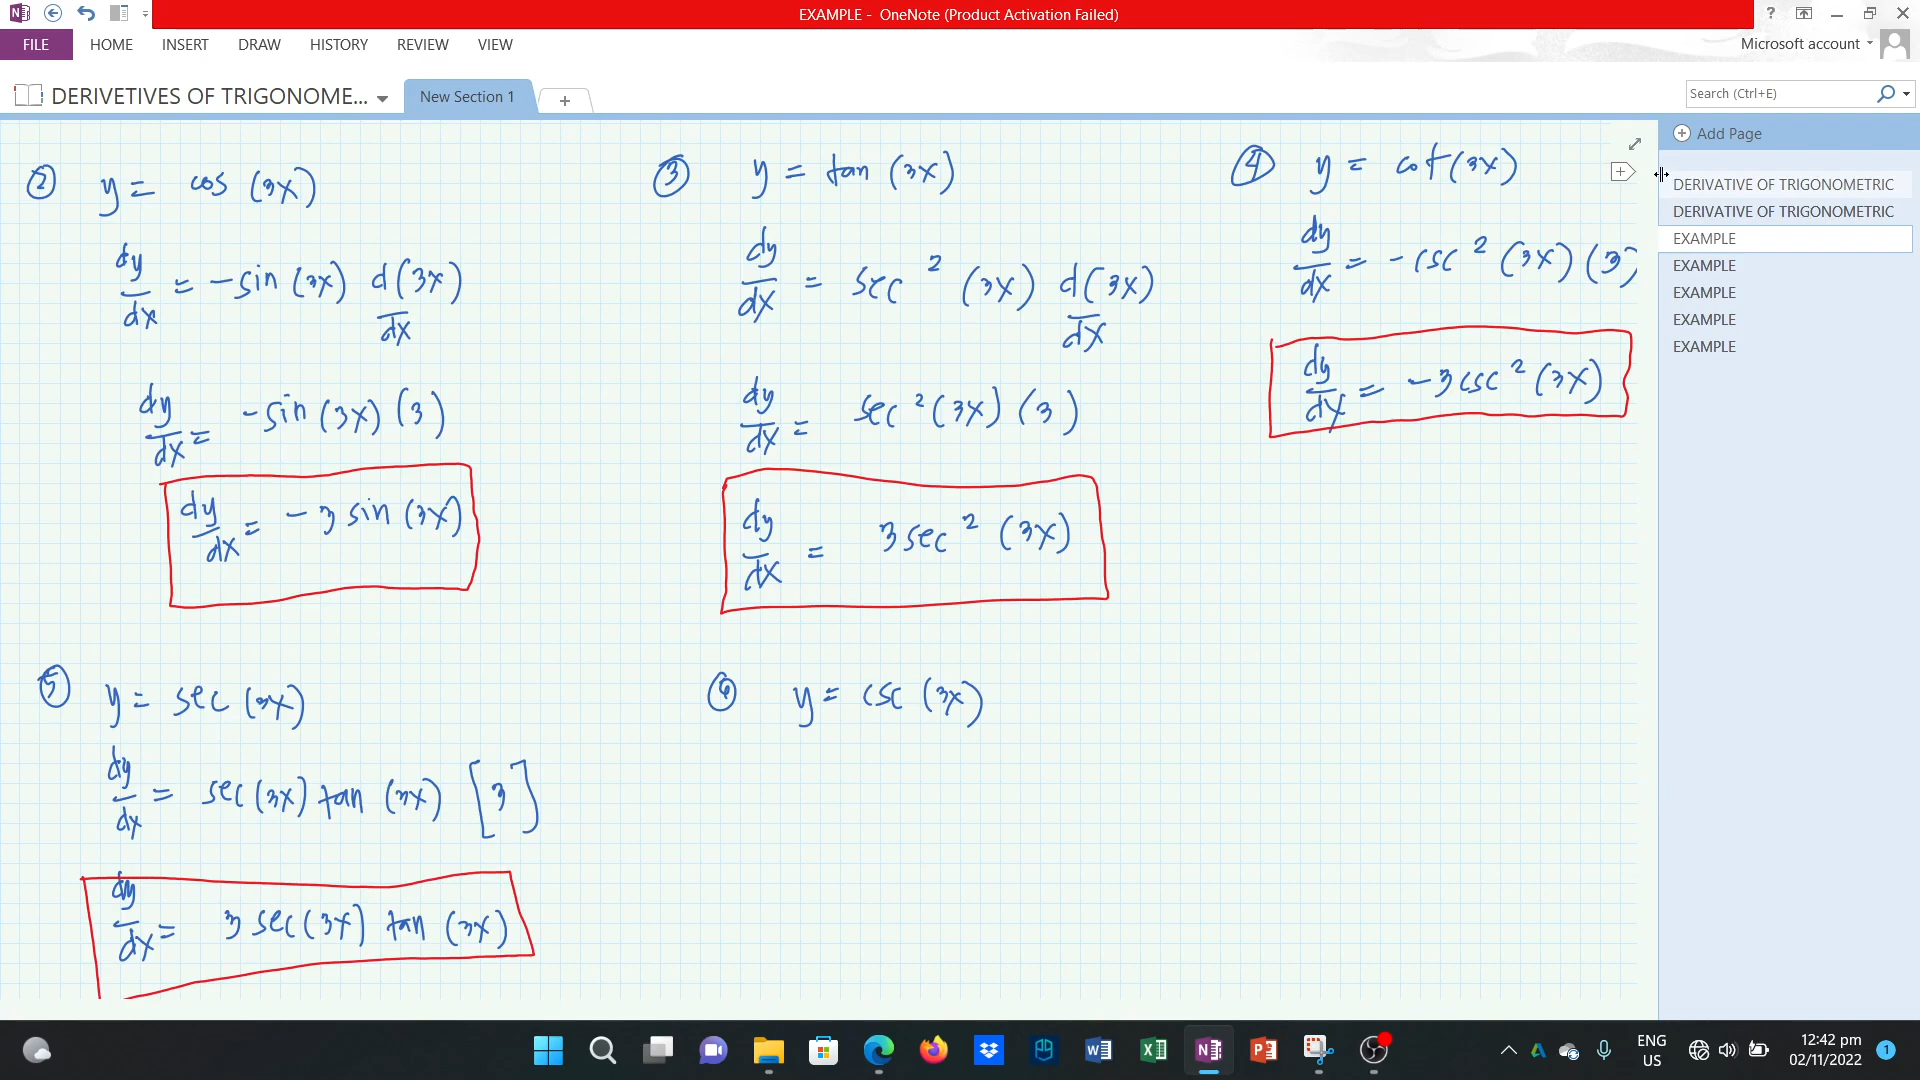 EXAMPLE - OneNote (Product Activation Failed)
?
FILE HOME INSERT DRAW HISTORY REVIEW VIEW
Microsoft account
DERIVETIVES OF TRIGONOME... New Section 1 +
Search (Ctrl+E)
Add Page
DERIVATIVE OF TRIGONOMETRIC
DERIVATIVE OF TRIGONOMETRIC
EXAMPLE
EXAMPLE
EXAMPLE
EXAMPLE
EXAMPLE
② y = cos (3x)
dy/dx = -sin (3x) d(3x)/dx
dy/dx = -sin (3x) (3)
dy/dx = -3 sin (3x)
③ y = tan (3x)
dy/dx = sec² (3x) d(3x)/dx
dy/dx = sec² (3x) (3)
dy/dx = 3 sec² (3x)
④ y = cot (3x)
dy/dx = -csc² (3x) (3)
dy/dx = -3 csc² (3x)
⑤ y = sec (3x)
dy/dx = sec (3x) tan (3x) [3]
dy/dx = 3 sec (3x) tan (3x)
⑥ y = csc (3x)
ENG
US
12:42 pm
02/11/2022
1